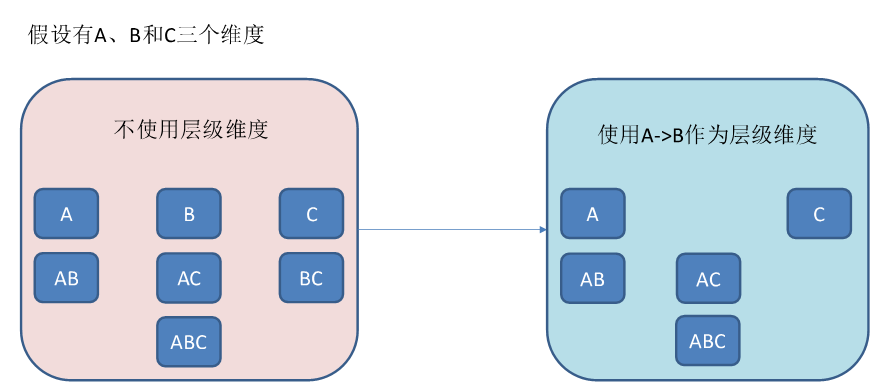 假设有A、B和C三个维度
不使用层级维度
A B C
AB AC BC
ABC
使用A->B作为层级维度
A C
AB AC
ABC